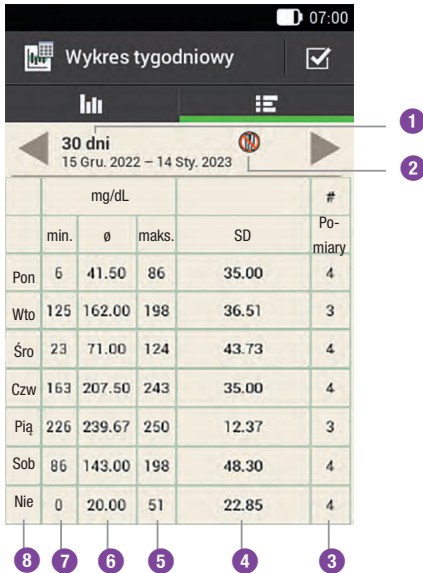 07:00
Wykres tygodniowy
30 dni
15 Gru. 2022 – 14 Sty. 2023
1
2
mg/dL #
min. ø maks. SD Po-
miary
Pon 6 41.50 86 35.00 4
Wto 125 162.00 198 36.51 3
Śro 23 71.00 124 43.73 4
Czw 163 207.50 243 35.00 4
Pią 226 239.67 250 12.37 3
Sob 86 143.00 198 48.30 4
Nie 0 20.00 51 22.85 4
8 7 6 5 4 3